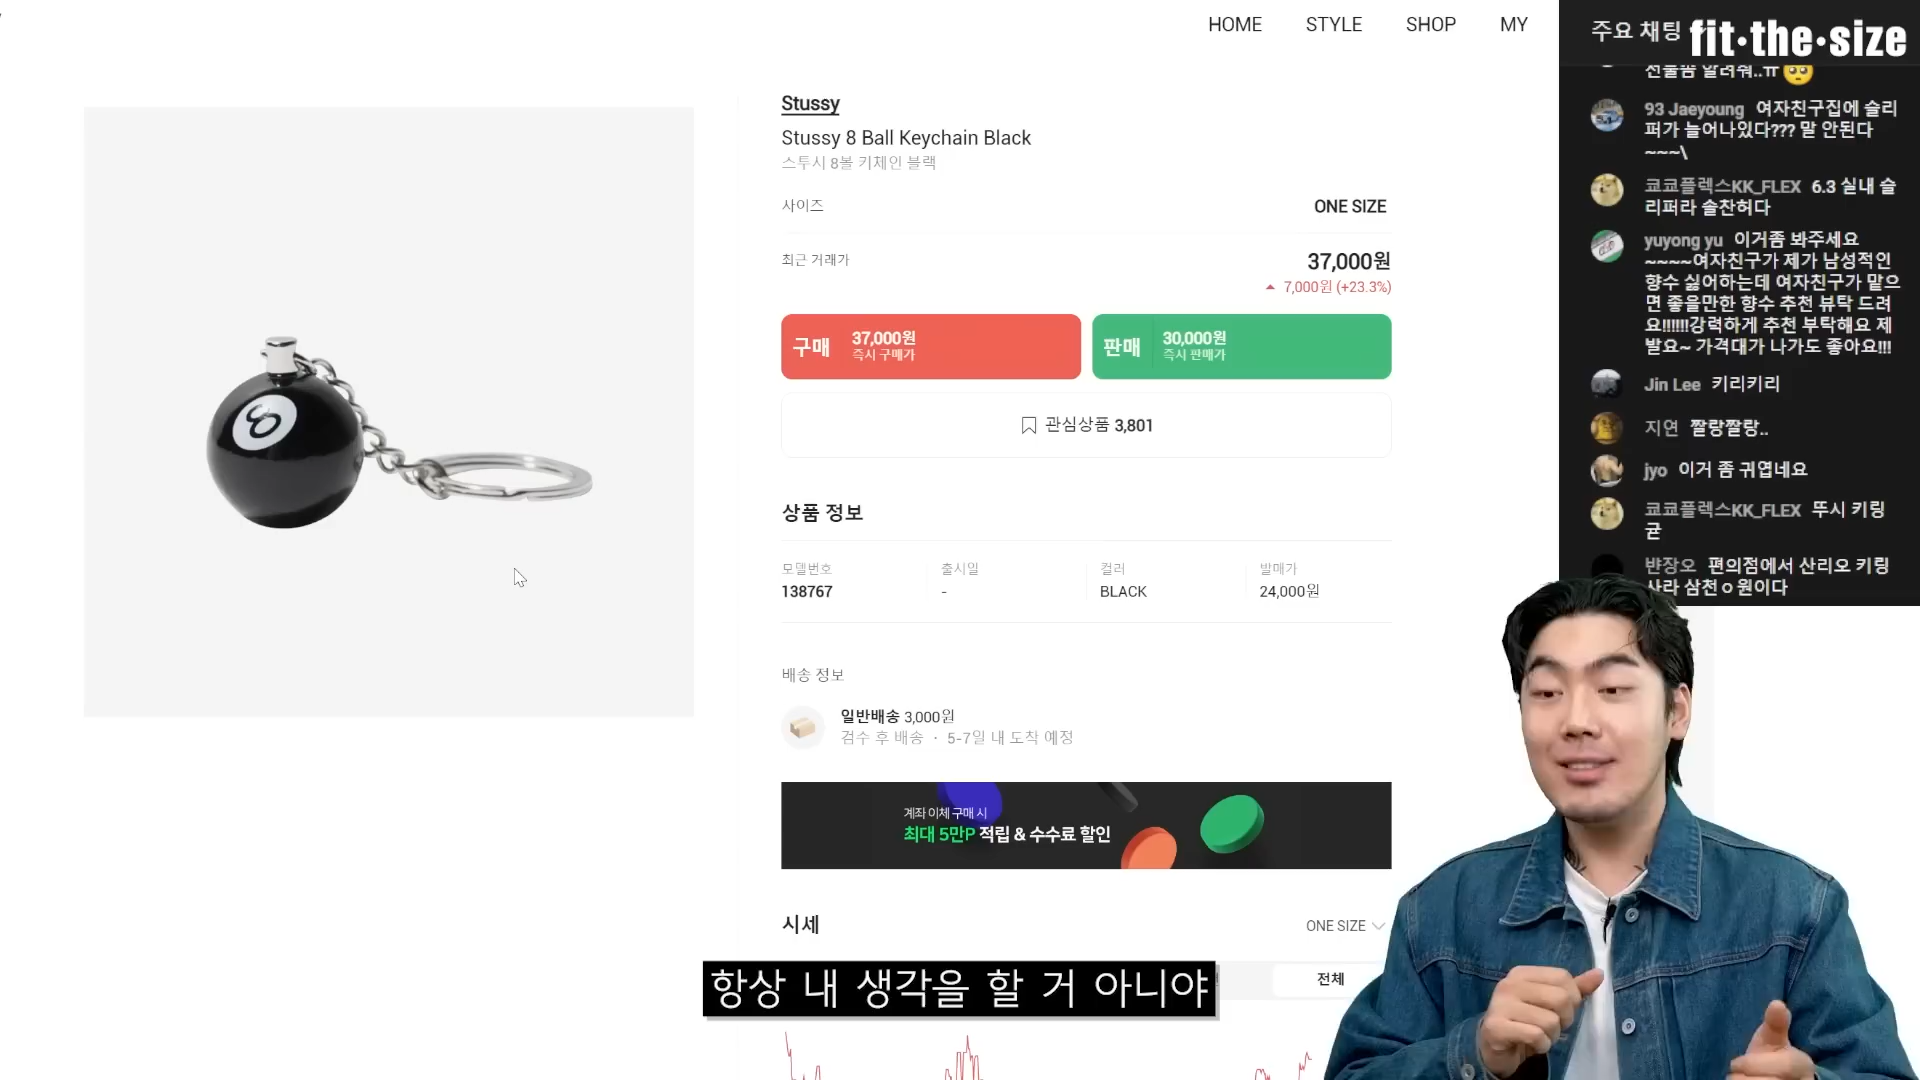 HOME STYLE SHOP MY
Stussy
Stussy 8 Ball Keychain Black
스투시 8볼 키체인 블랙
사이즈
ONE SIZE
최근 거래가
37,000원
7,000원 (+23.3%)
구매
37,000원
즉시 구매가
판매
30,000원
즉시 판매가
관심상품 3,801
상품 정보
모델번호
138767
출시일
-
컬러
BLACK
발매가
24,000원
배송 정보
일반배송 3,000원
검수 후 배송 · 5-7일 내 도착 예정
계좌 이체 구매 시
최대 5만P 적립 & 수수료 할인
시세
ONE SIZE
전체
항상 내 생각을 할 거 아니야
8
주요 채팅
fit·the·size
선물좀 알려줘..ㅠ
93 Jaeyoung 여자친구집에 슬리
퍼가 늘어나있다??? 말 안된다
~~~\
쿄쿄플렉스KK_FLEX 6.3 실내 슬
리퍼라 솔찬허다
yuyong yu 이거좀 봐주세요
~~~~여자친구가 제가 남성적인
향수 싫어하는데 여자친구가 맡으
면 좋을만한 향수 추천 뷰탁 드려
요!!!!!!강력하게 추천 부탁해요 제
발요~ 가격대가 나가도 좋아요!!!
Jin Lee 키리키리
지연 짤랑짤랑..
jyo 이거 좀 귀엽네요
쿄쿄플렉스KK_FLEX 뚜시 키링
굳
반장오 편의점에서 산리오 키링
사라 삼천ㅇ원이다